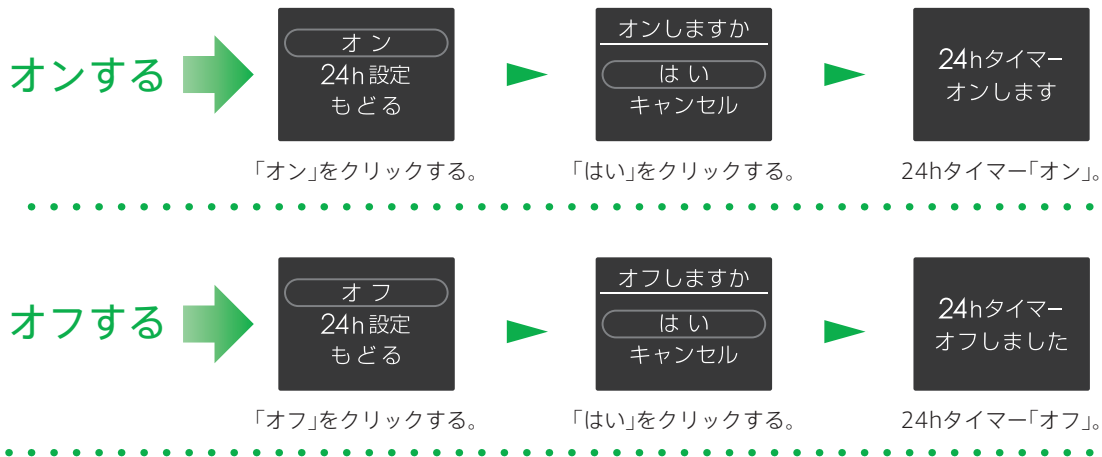 オンする
オン
24h設定
もどる
「オン」をクリックする。
オンしますか
はい
キャンセル
「はい」をクリックする。
24hタイマー
オンします
24hタイマー「オン」。
オフする
オフ
24h設定
もどる
「オフ」をクリックする。
オフしますか
はい
キャンセル
「はい」をクリックする。
24hタイマー
オフしました
24hタイマー「オフ」。